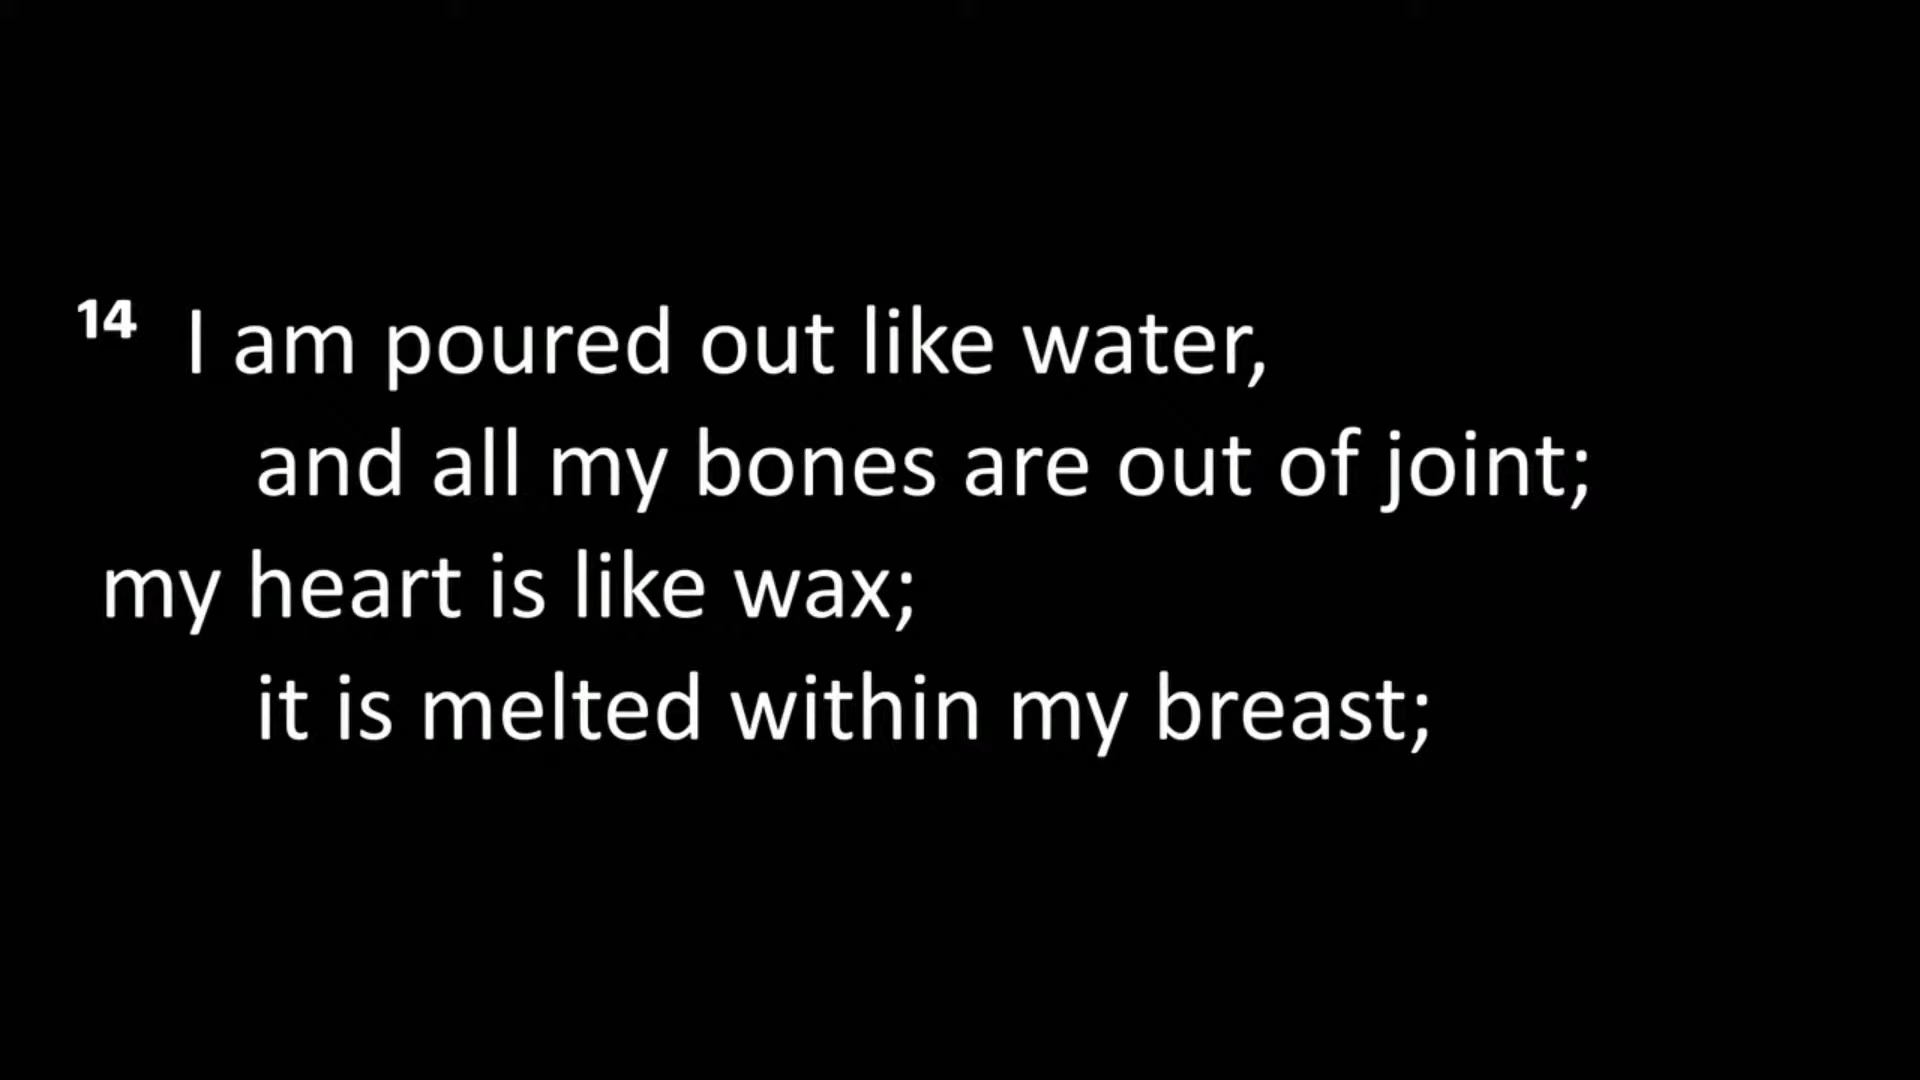 14 I am poured out like water,
and all my bones are out of joint;
my heart is like wax;
it is melted within my breast;